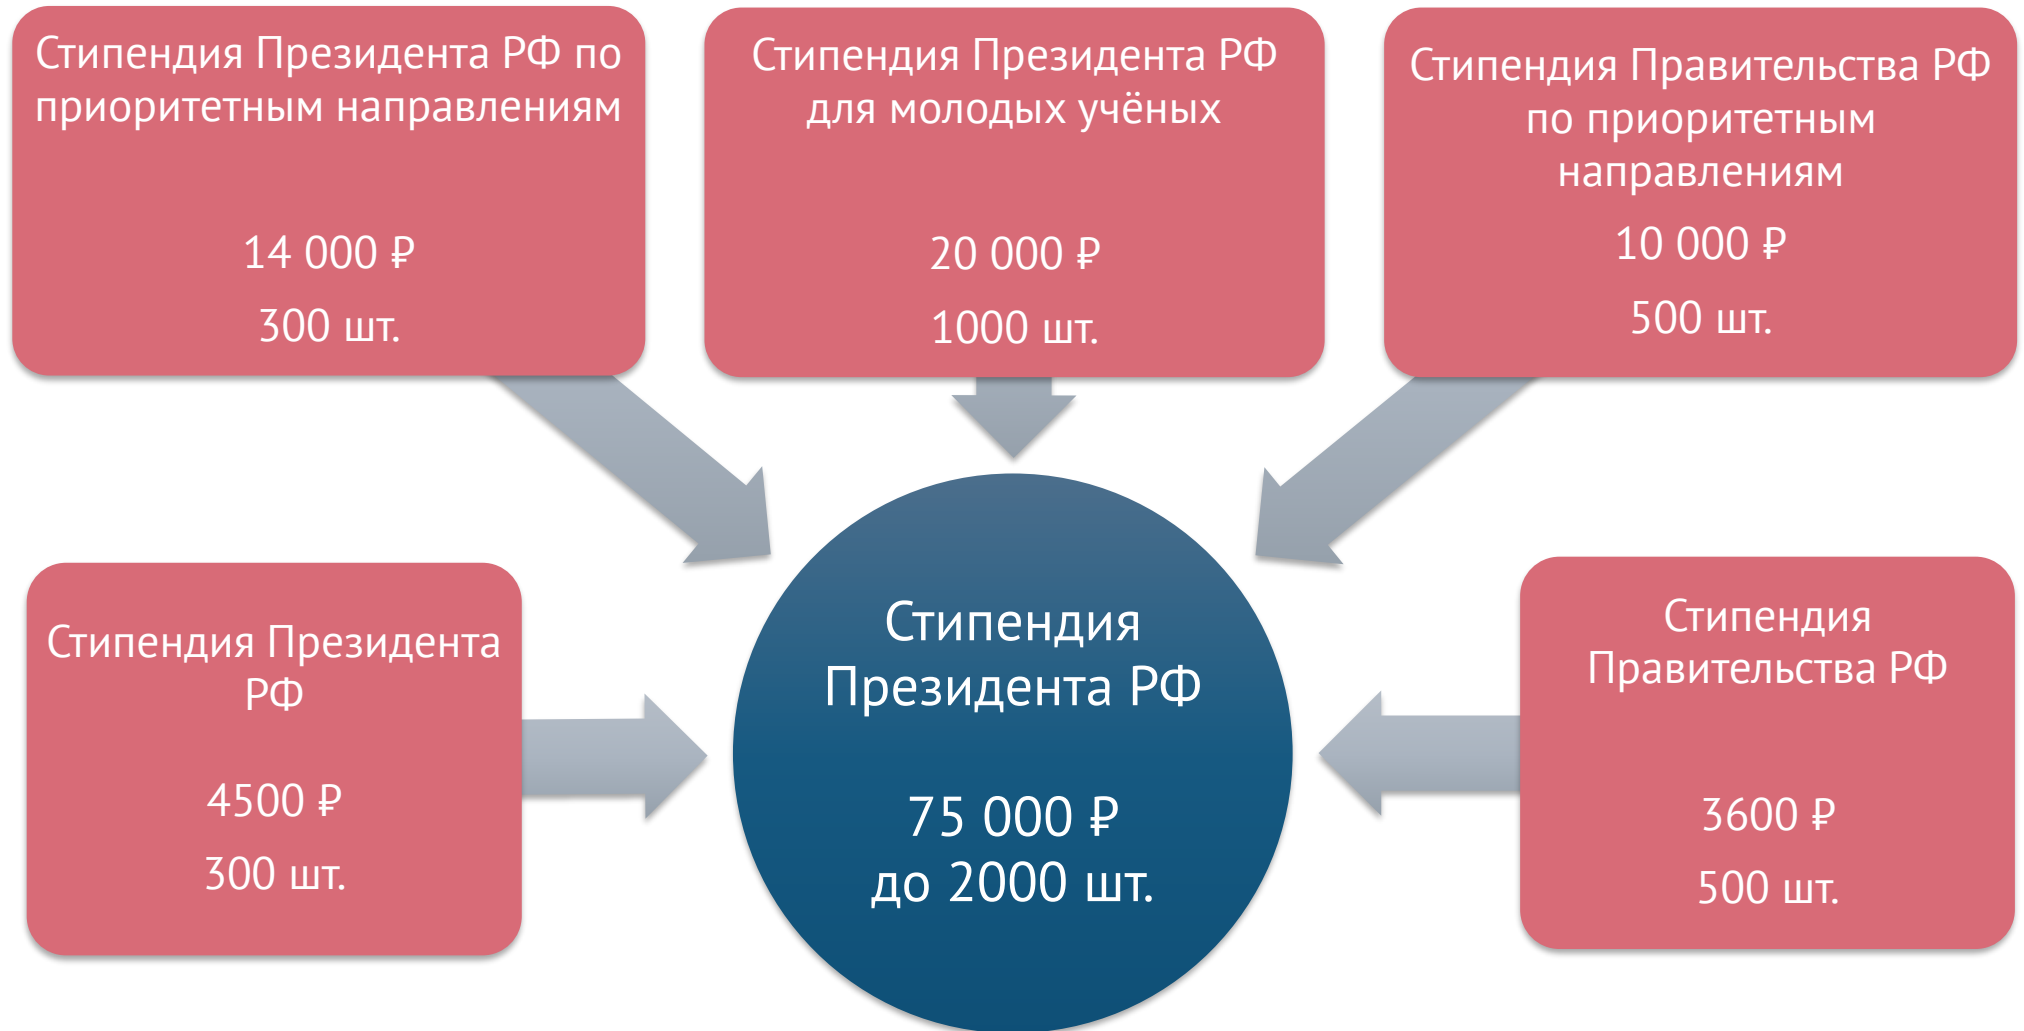 Стипендия Президента РФ по
приоритетным направлениям
14 000 ₽
300 шт.
Стипендия Президента РФ
для молодых учёных
20 000 ₽
1000 шт.
Стипендия Правительства РФ
по приоритетным
направлениям
10 000 ₽
500 шт.
Стипендия Президента
РФ
4500 ₽
300 шт.
Стипендия
Президента РФ
75 000 ₽
до 2000 шт.
Стипендия
Правительства РФ
3600 ₽
500 шт.